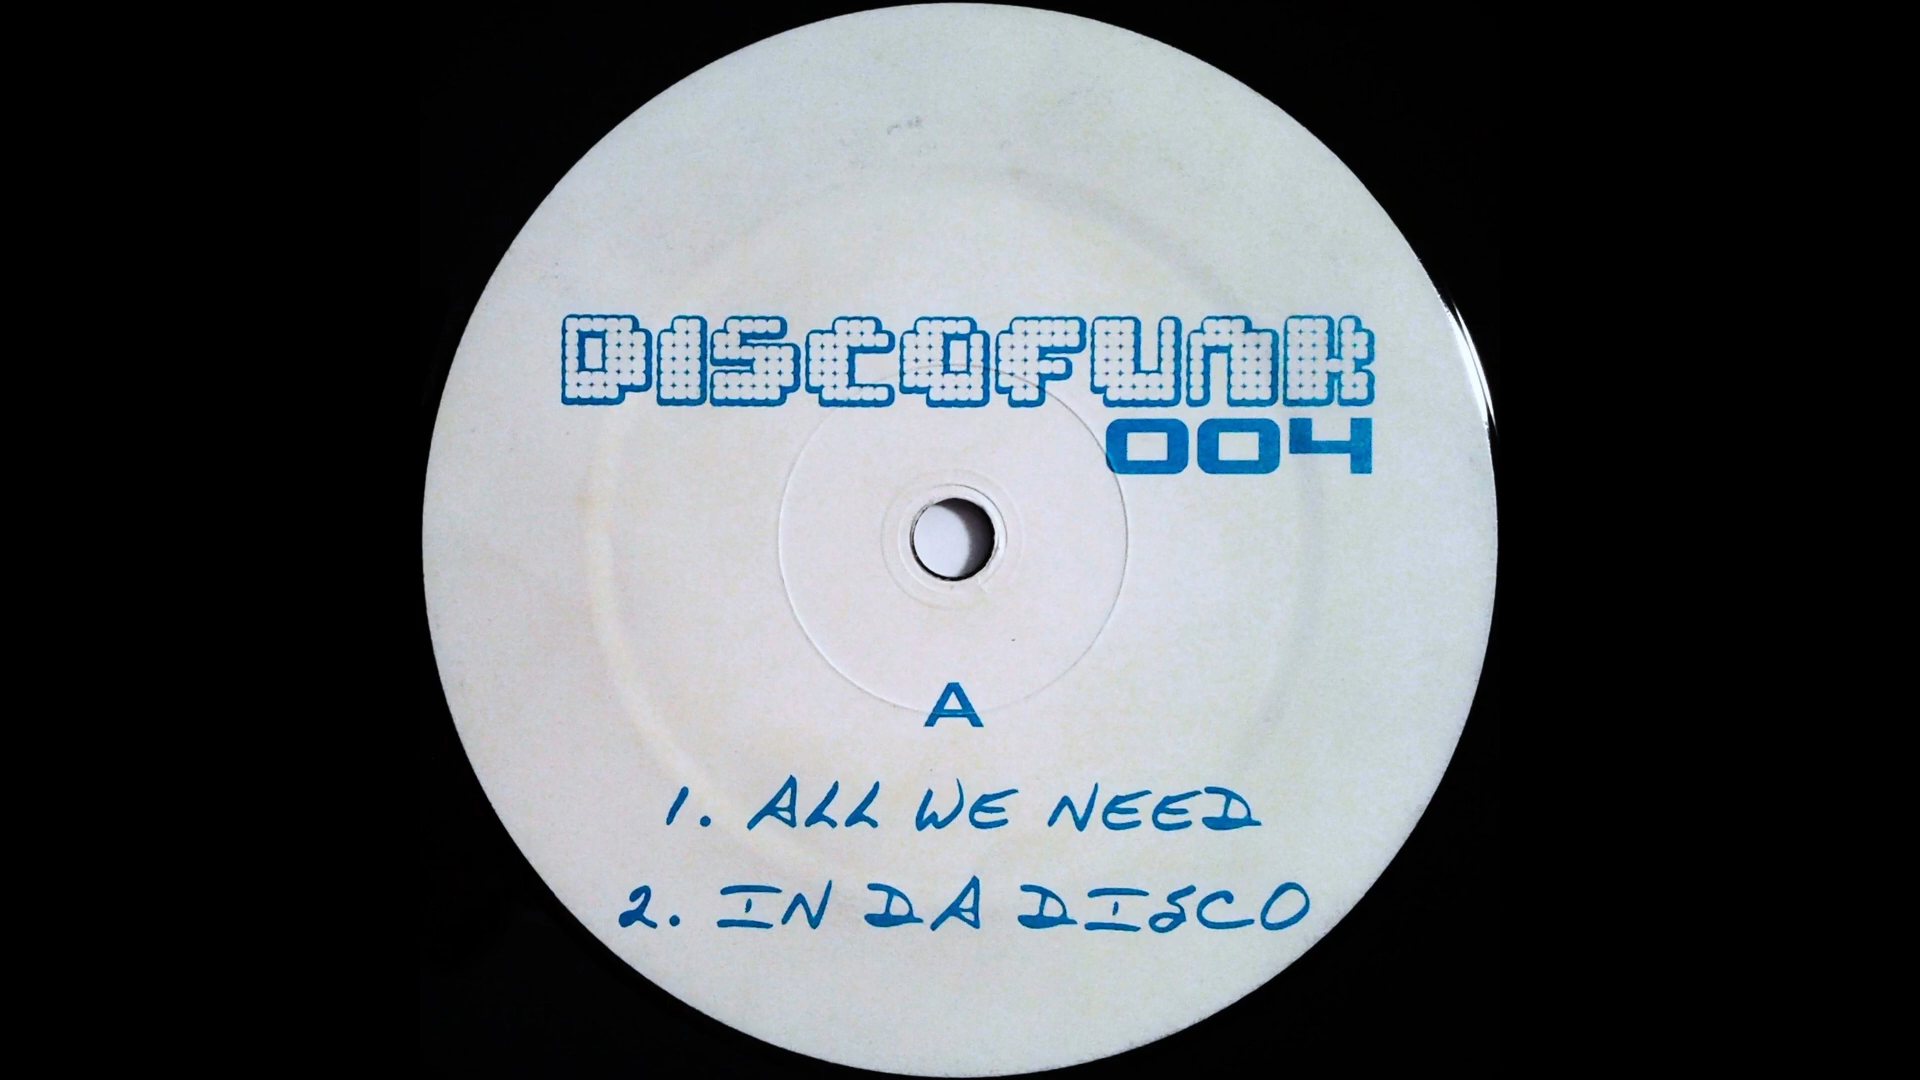 DISCOFUNK
004
A
1. ALL WE NEED
2. IN DA DISCO